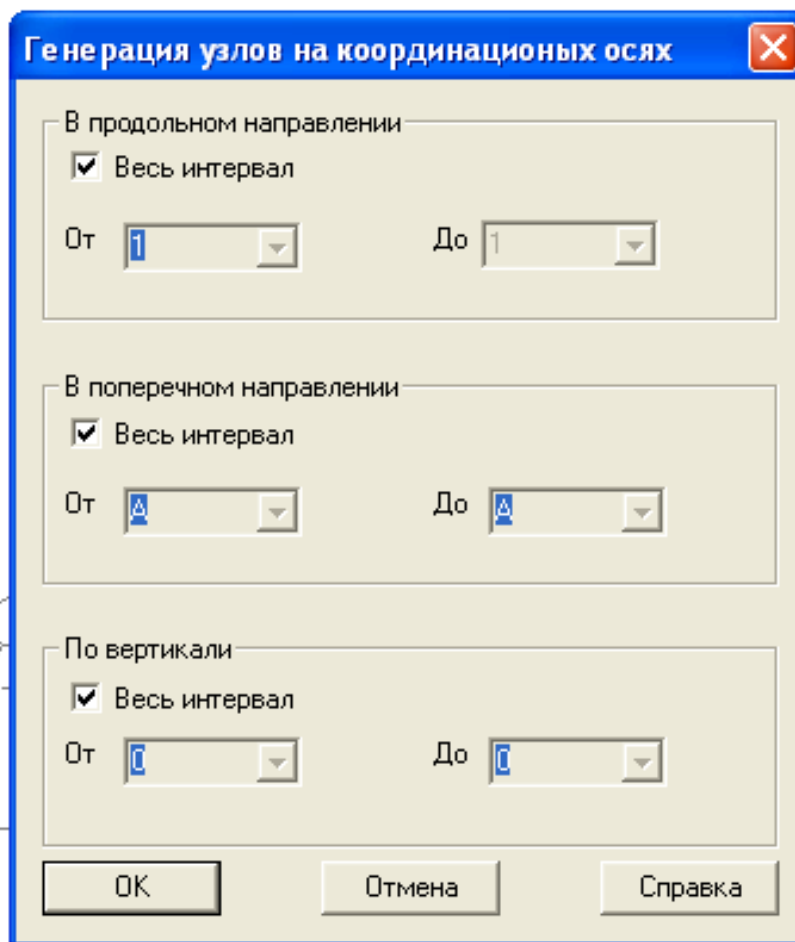 Генерация узлов на координационых осях
В продольном направлении
Весь интервал
От 1 До 1
В поперечном направлении
Весь интервал
От А До А
По вертикали
Весь интервал
От 0 До 0
OK Отмена Справка